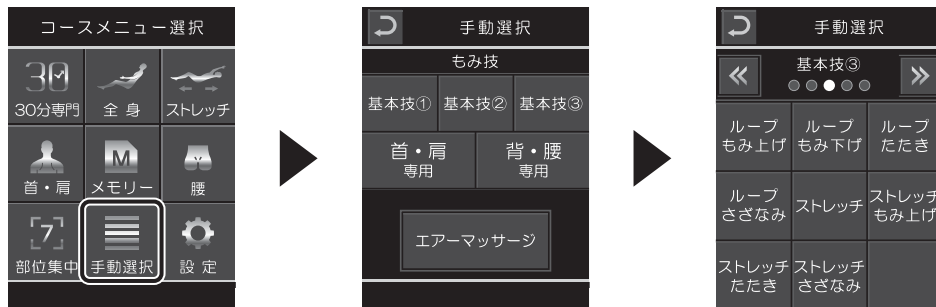 コースメニュー選択
30
30分専門
全身
ストレッチ
首・肩
M
メモリー
腰
7
部位集中
手動選択
設定
手動選択
もみ技
基本技① 基本技② 基本技③
首・肩
専用
背・腰
専用
エアーマッサージ
手動選択
基本技③
ループ
もみ上げ
ループ
もみ下げ
ループ
たたき
ループ
さざなみ
ストレッチ
ストレッチ
もみ上げ
ストレッチ
たたき
ストレッチ
さざなみ